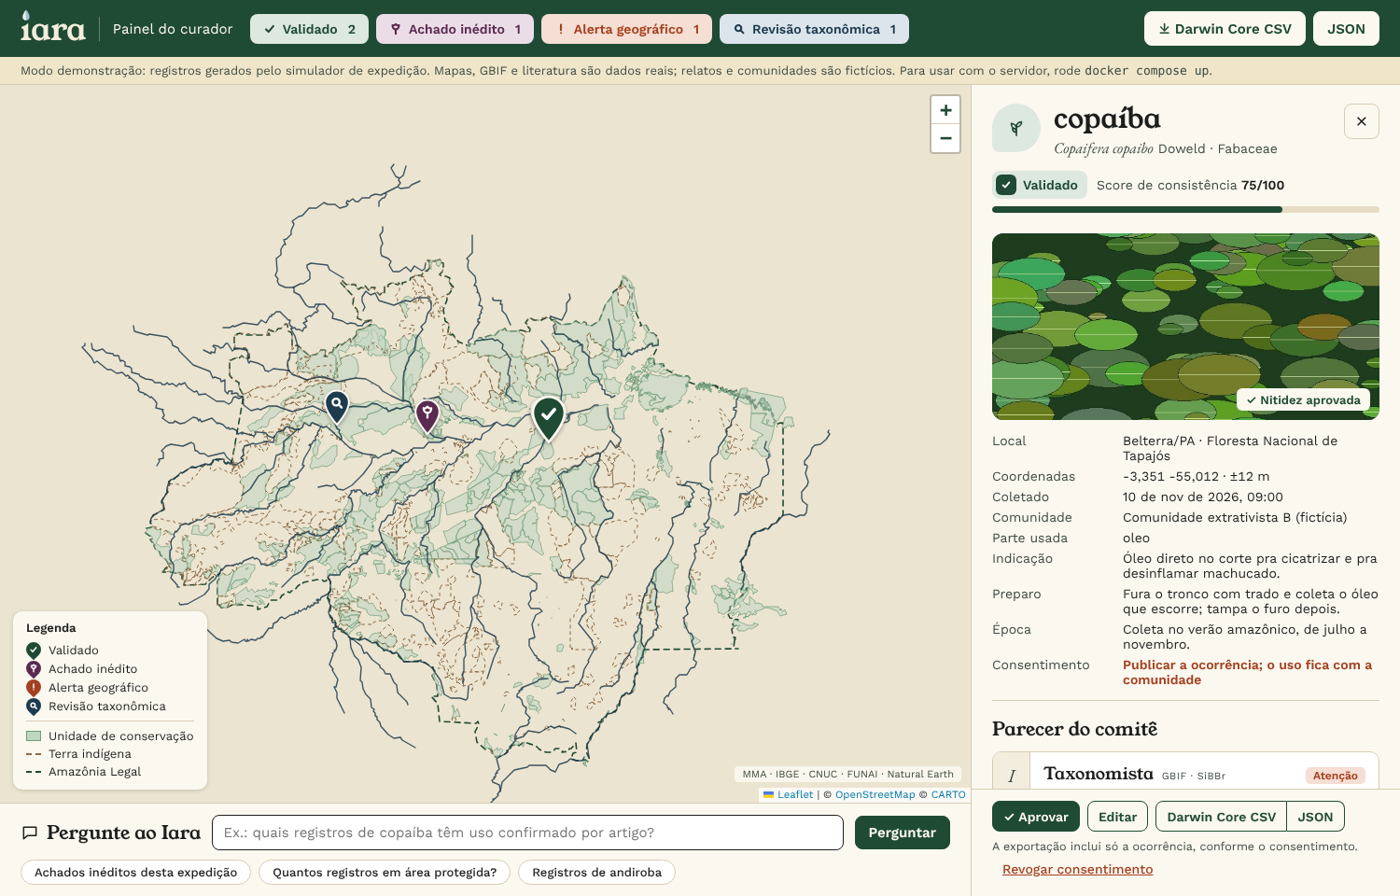 iara
Painel do curador
Validado 2
Achado inédito 1
Alerta geográfico 1
Revisão taxonômica 1
Darwin Core CSV
JSON
Modo demonstração: registros gerados pelo simulador de expedição. Mapas, GBIF e literatura são dados reais; relatos e comunidades são fictícios. Para usar com o servidor, rode docker compose up.
+
−
Legenda
Validado
Achado inédito
Alerta geográfico
Revisão taxonômica
Unidade de conservação
Terra indígena
Amazônia Legal
MMA · IBGE · CNUC · FUNAI · Natural Earth
Leaflet | © OpenStreetMap © CARTO
Pergunte ao Iara
Ex.: quais registros de copaíba têm uso confirmado por artigo?
Perguntar
Achados inéditos desta expedição
Quantos registros em área protegida?
Registros de andiroba
copaíba
Copaifera copaibo Doweld · Fabaceae
Validado
Score de consistência 75/100
Nitidez aprovada
Local Belterra/PA · Floresta Nacional de
Tapajós
Coordenadas -3,351 -55,012 · ±12 m
Coletado 10 de nov de 2026, 09:00
Comunidade Comunidade extrativista B (fictícia)
Parte usada oleo
Indicação Óleo direto no corte pra cicatrizar e pra
desinflamar machucado.
Preparo Fura o tronco com trado e coleta o óleo
que escorre; tampa o furo depois.
Época Coleta no verão amazônico, de julho a
novembro.
Consentimento Publicar a ocorrência; o uso fica com a
comunidade
Parecer do comitê
I Taxonomista GBIF · SiBBr Atenção
Aprovar
Editar
Darwin Core CSV
JSON
A exportação inclui só a ocorrência, conforme o consentimento.
Revogar consentimento